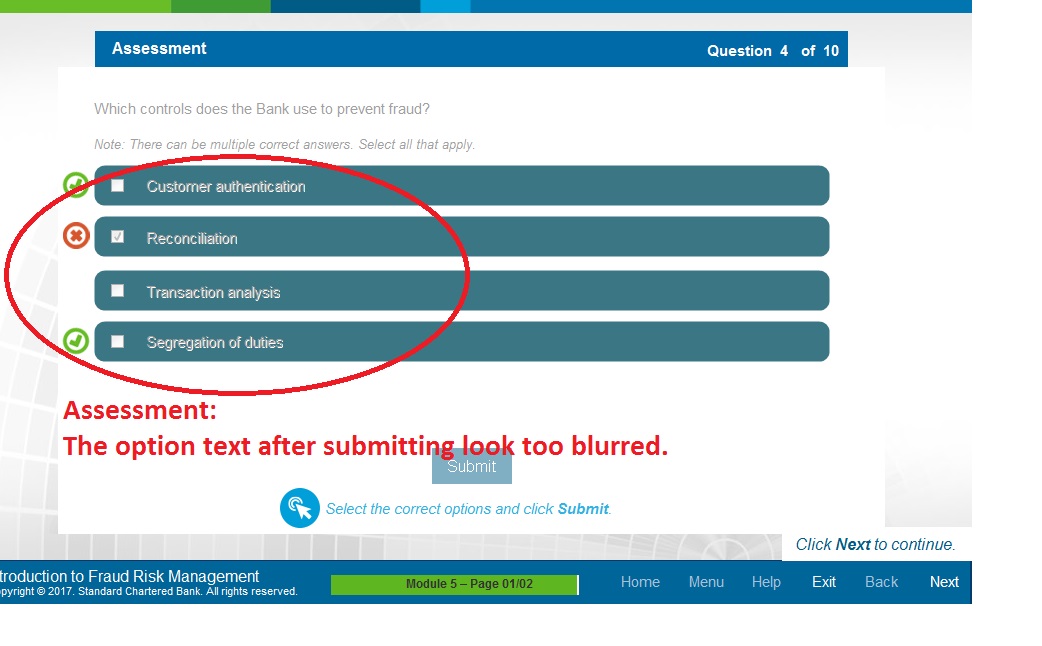 Assessment
Question 4 of 10
Which controls does the Bank use to prevent fraud?
Note: There can be multiple correct answers. Select all that apply.
Customer authentication
Reconciliation
Transaction analysis
Segregation of duties
Assessment:
The option text after submitting look too blurred.
Submit
Select the correct options and click Submit.
Click Next to continue.
troduction to Fraud Risk Management
opyright © 2017. Standard Chartered Bank. All rights reserved.
Module 5 – Page 01/02
Home Menu Help Exit Back Next